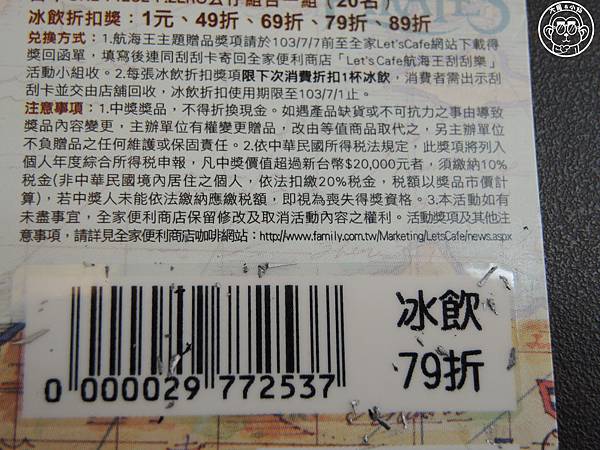 公仔組合一組（20名）
冰飲折扣獎：1元、49折、69折、79折、89折
兌換方式：1.航海王主題贈品獎項請於103/7/7前至全家Let'sCafe網站下載得
獎回函單，填寫後連同刮刮卡寄回全家便利商店「Let'sCafe航海王刮刮樂」
活動小組收。2.每張冰飲折扣獎項限下次消費折扣1杯冰飲，消費者需出示刮
刮卡並交由店舖回收，冰飲折扣使用期限至103/7/1止。
注意事項：1.中獎獎品，不得折換現金。如遇產品缺貨或不可抗力之事由導致
獎品內容變更，主辦單位有權變更贈品，改由等值商品取代之，另主辦單位
不負贈品之任何維護或保固責任。2.依中華民國所得稅法規定，此獎項將列入
個人年度綜合所得稅申報，凡中獎價值超過新台幣$20,000元者，須繳納10%
稅金(非中華民國境內居住之個人，依法扣繳20%稅金，稅額以獎品市價計
算)，若中獎人未能依法繳納應繳稅額，即視為喪失得獎資格。3.本活動如有
未盡事宜，全家便利商店保留修改及取消活動內容之權利。活動獎項及其他注
意事項，請詳見全家便利商店咖啡網站：http://www.family.com.tw/Marketing/LetsCafe/news.aspx
冰飲
79折
0 000029 772537